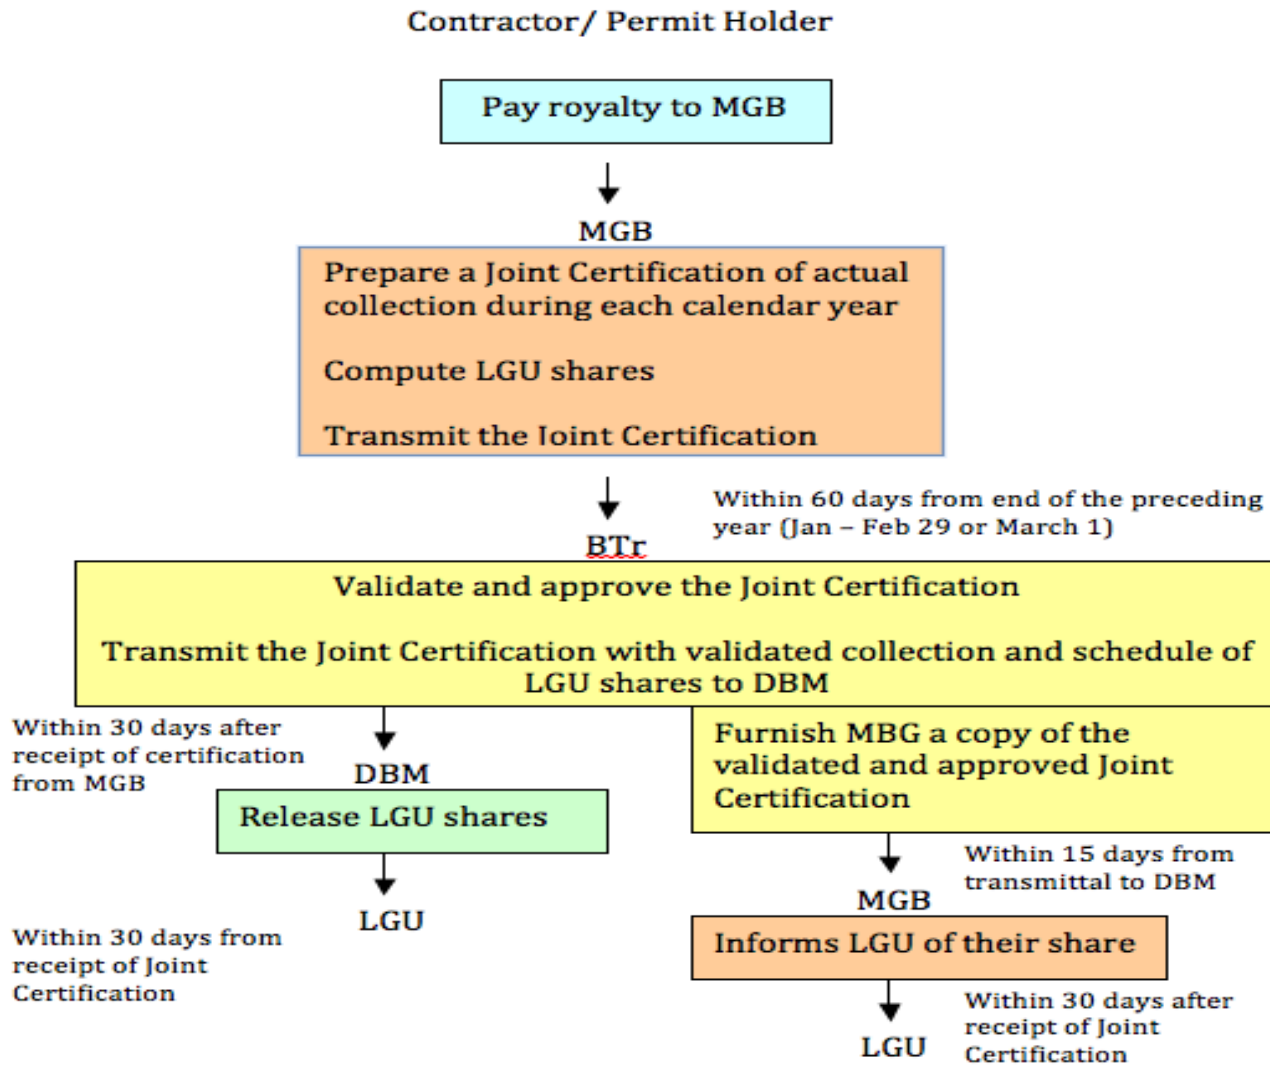 Contractor/ Permit Holder
Pay royalty to MGB
MGB
Prepare a Joint Certification of actual
collection during each calendar year
Compute LGU shares
Transmit the Joint Certification
Within 60 days from end of the preceding
year (Jan – Feb 29 or March 1)
BTr
Validate and approve the Joint Certification
Transmit the Joint Certification with validated collection and schedule of
LGU shares to DBM
Within 30 days after
receipt of certification
from MGB
DBM
Release LGU shares
LGU
Within 30 days from
receipt of Joint
Certification
Furnish MBG a copy of the
validated and approved Joint
Certification
Within 15 days from
transmittal to DBM
MGB
Informs LGU of their share
Within 30 days after
receipt of Joint
Certification
LGU